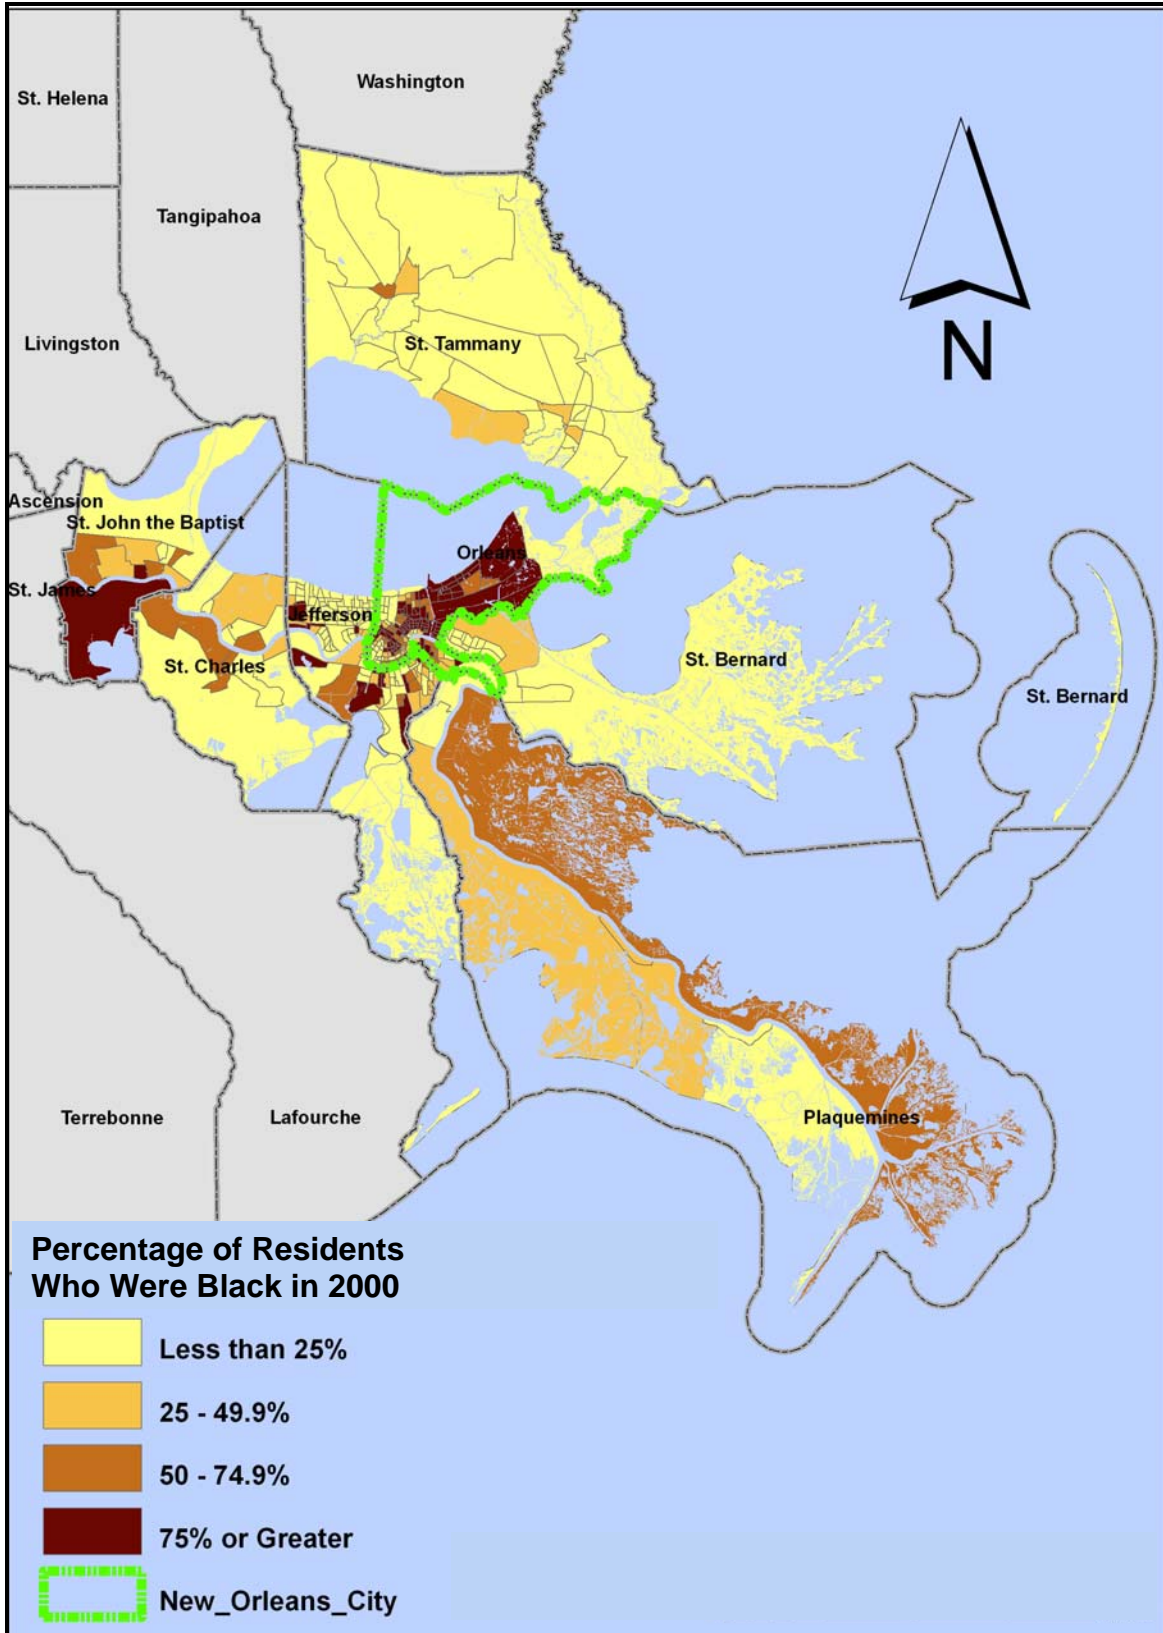 Washington
St. Helena
Tangipahoa
Livingston
St. Tammany
N
Ascension
St. John the Baptist
Orleans
St. James
Jefferson
St. Charles
St. Bernard
St. Bernard
Terrebonne
Lafourche
Plaquemines
Percentage of Residents
Who Were Black in 2000
Less than 25%
25 - 49.9%
50 - 74.9%
75% or Greater
New_Orleans_City